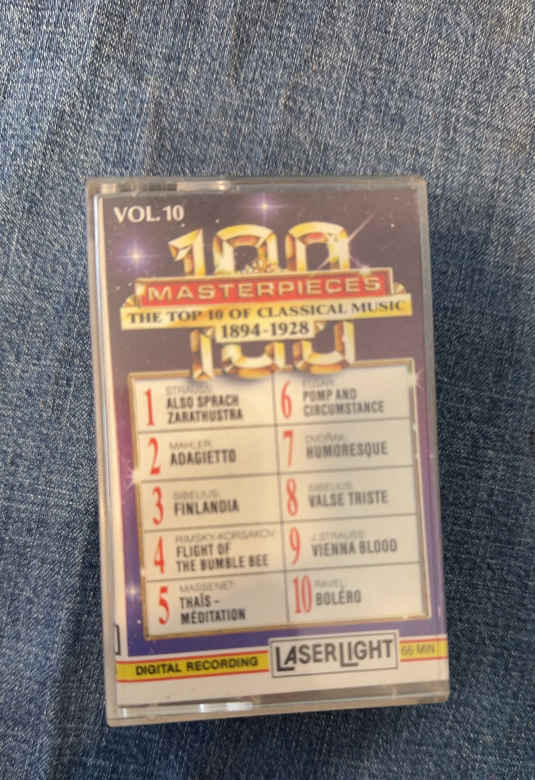 VOL. 10
100
MASTERPIECES
THE TOP 10 OF CLASSICAL MUSIC
1894-1928
100
1 STRAUSS:
ALSO SPRACH
ZARATHUSTRA
2 MAHLER:
ADAGIETTO
3 SIBELIUS:
FINLANDIA
4 RIMSKY-KORSAKOV:
FLIGHT OF
THE BUMBLE BEE
5 MASSENET:
THAÏS -
MÉDITATION
6 ELGAR:
POMP AND
CIRCUMSTANCE
7 DVOŘÁK:
HUMORESQUE
8 SIBELIUS:
VALSE TRISTE
9 J. STRAUSS:
VIENNA BLOOD
10 RAVEL:
BOLÉRO
DIGITAL RECORDING
LASERLIGHT
66 MIN